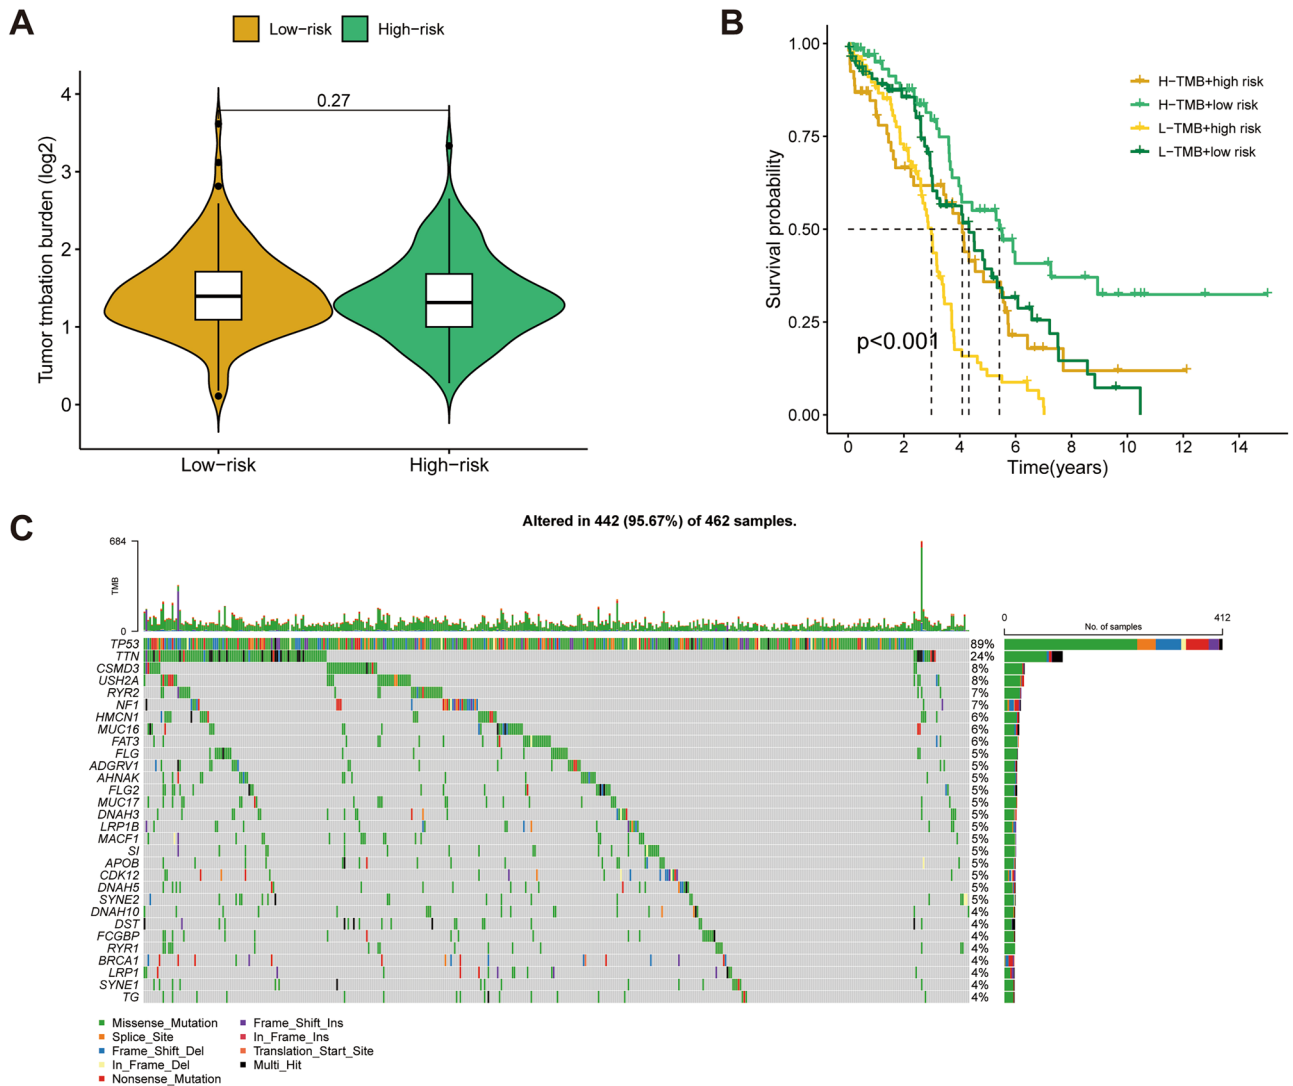 A
Low-risk
High-risk
Tumor tmbation burden (log2)
4
3
2
1
0
0.27
Low-risk
High-risk
B
Survival probability
1.00
0.75
0.50
0.25
0.00
p<0.001
H-TMB+high risk
H-TMB+low risk
L-TMB+high risk
L-TMB+low risk
0 2 4 6 8 10 12 14
Time(years)
C
Altered in 442 (95.67%) of 462 samples.
684
TMB
0
0 412
No. of samples
TP53 89%
TTN 24%
CSMD3 8%
USH2A 8%
RYR2 7%
NF1 7%
HMCN1 6%
MUC16 6%
FAT3 6%
FLG 5%
ADGRV1 5%
AHNAK 5%
FLG2 5%
MUC17 5%
DNAH3 5%
LRP1B 5%
MACF1 5%
SI 5%
APOB 5%
CDK12 5%
DNAH5 5%
SYNE2 5%
DNAH10 4%
DST 4%
FCGBP 4%
RYR1 4%
BRCA1 4%
LRP1 4%
SYNE1 4%
TG 4%
Missense_Mutation
Splice_Site
Frame_Shift_Del
In_Frame_Del
Nonsense_Mutation
Frame_Shift_Ins
In_Frame_Ins
Translation_Start_Site
Multi_Hit